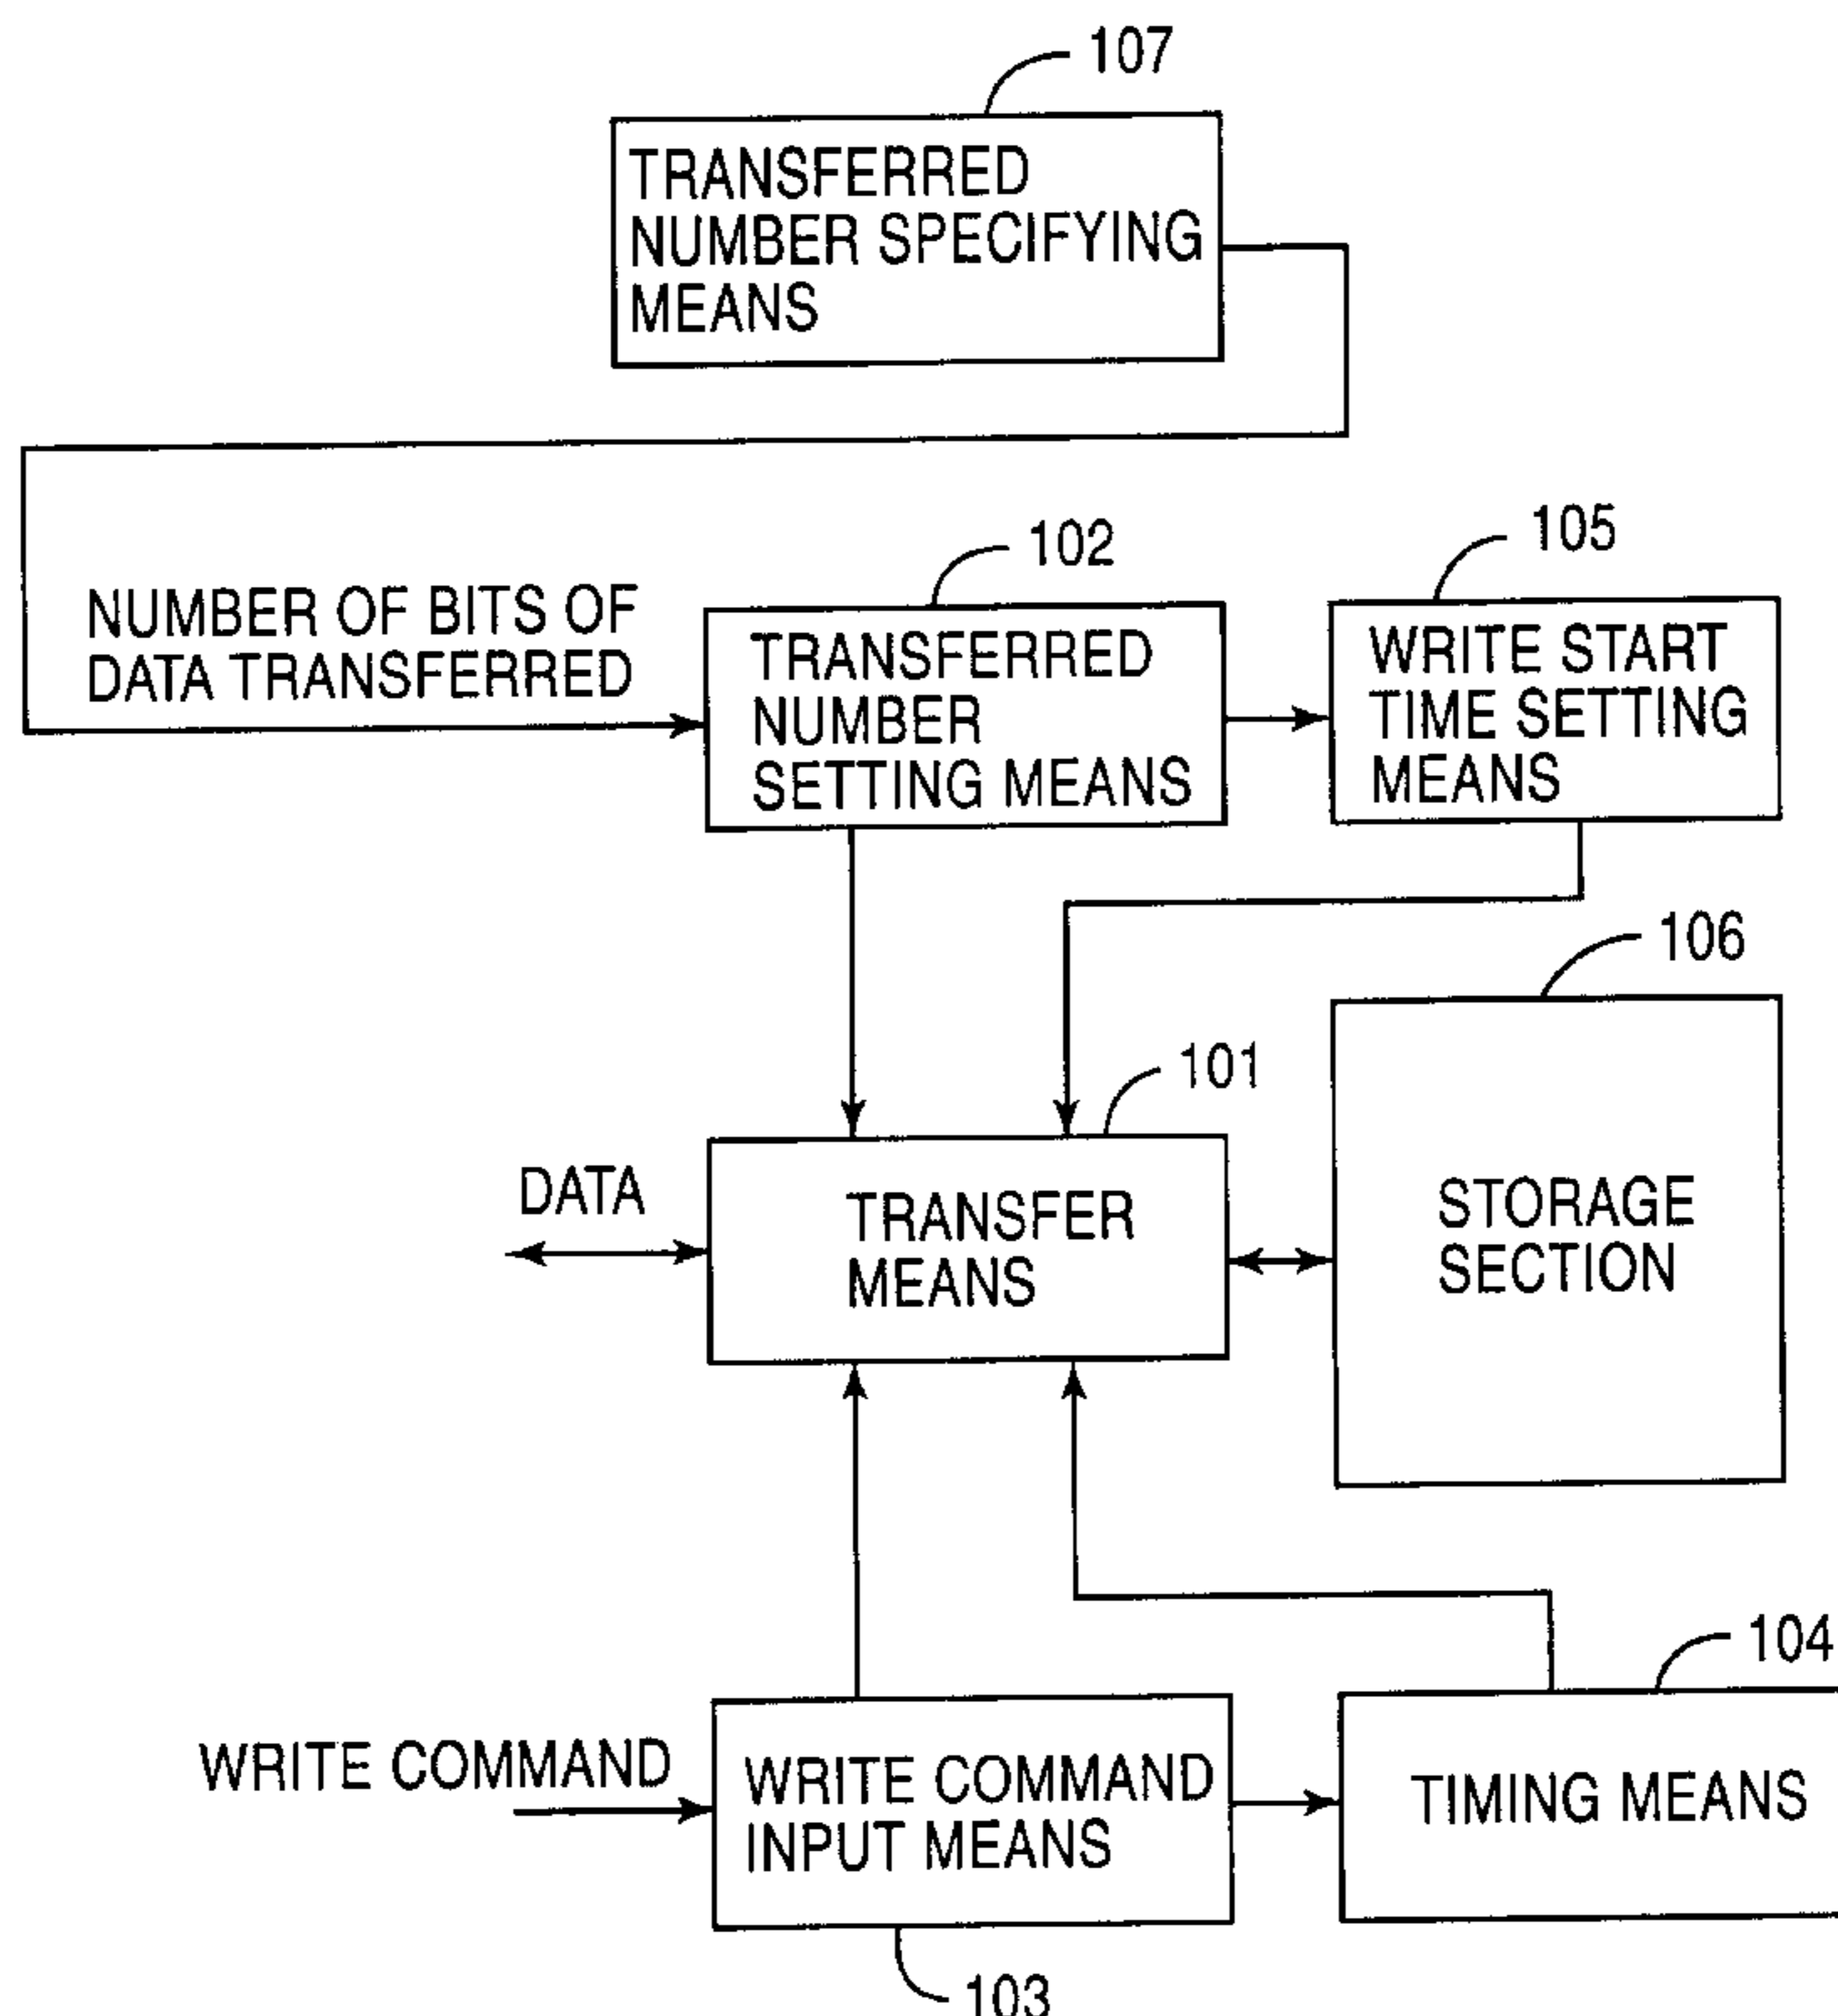 107
TRANSFERRED
NUMBER SPECIFYING
MEANS
102
105
NUMBER OF BITS OF
DATA TRANSFERRED
TRANSFERRED
NUMBER
SETTING MEANS
WRITE START
TIME SETTING
MEANS
106
101
DATA
TRANSFER
MEANS
STORAGE
SECTION
104
WRITE COMMAND
WRITE COMMAND
INPUT MEANS
TIMING MEANS
103